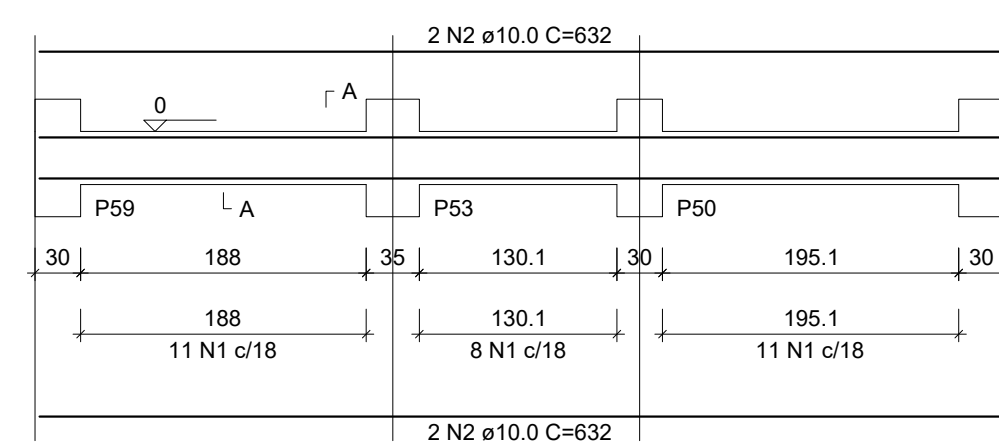 2 N2 ø10.0 C=632
A
0
P59
A
P53
P50
30 188 35 130.1 30 195.1 30
188 130.1 195.1
11 N1 c/18 8 N1 c/18 11 N1 c/18
2 N2 ø10.0 C=632